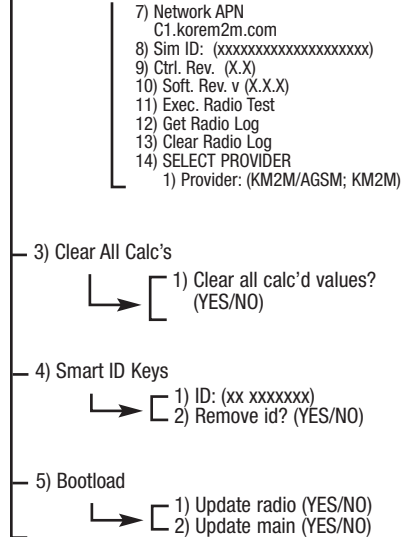 7) Network APN
C1.korem2m.com
8) Sim ID: (xxxxxxxxxxxxxxxxxxxx)
9) Ctrl. Rev. (X.X)
10) Soft. Rev. v (X.X.X)
11) Exec. Radio Test
12) Get Radio Log
13) Clear Radio Log
14) SELECT PROVIDER
1) Provider: (KM2M/AGSM; KM2M)
3) Clear All Calc's
1) Clear all calc'd values?
(YES/NO)
4) Smart ID Keys
1) ID: (xx xxxxxxx)
2) Remove id? (YES/NO)
5) Bootload
1) Update radio (YES/NO)
2) Update main (YES/NO)